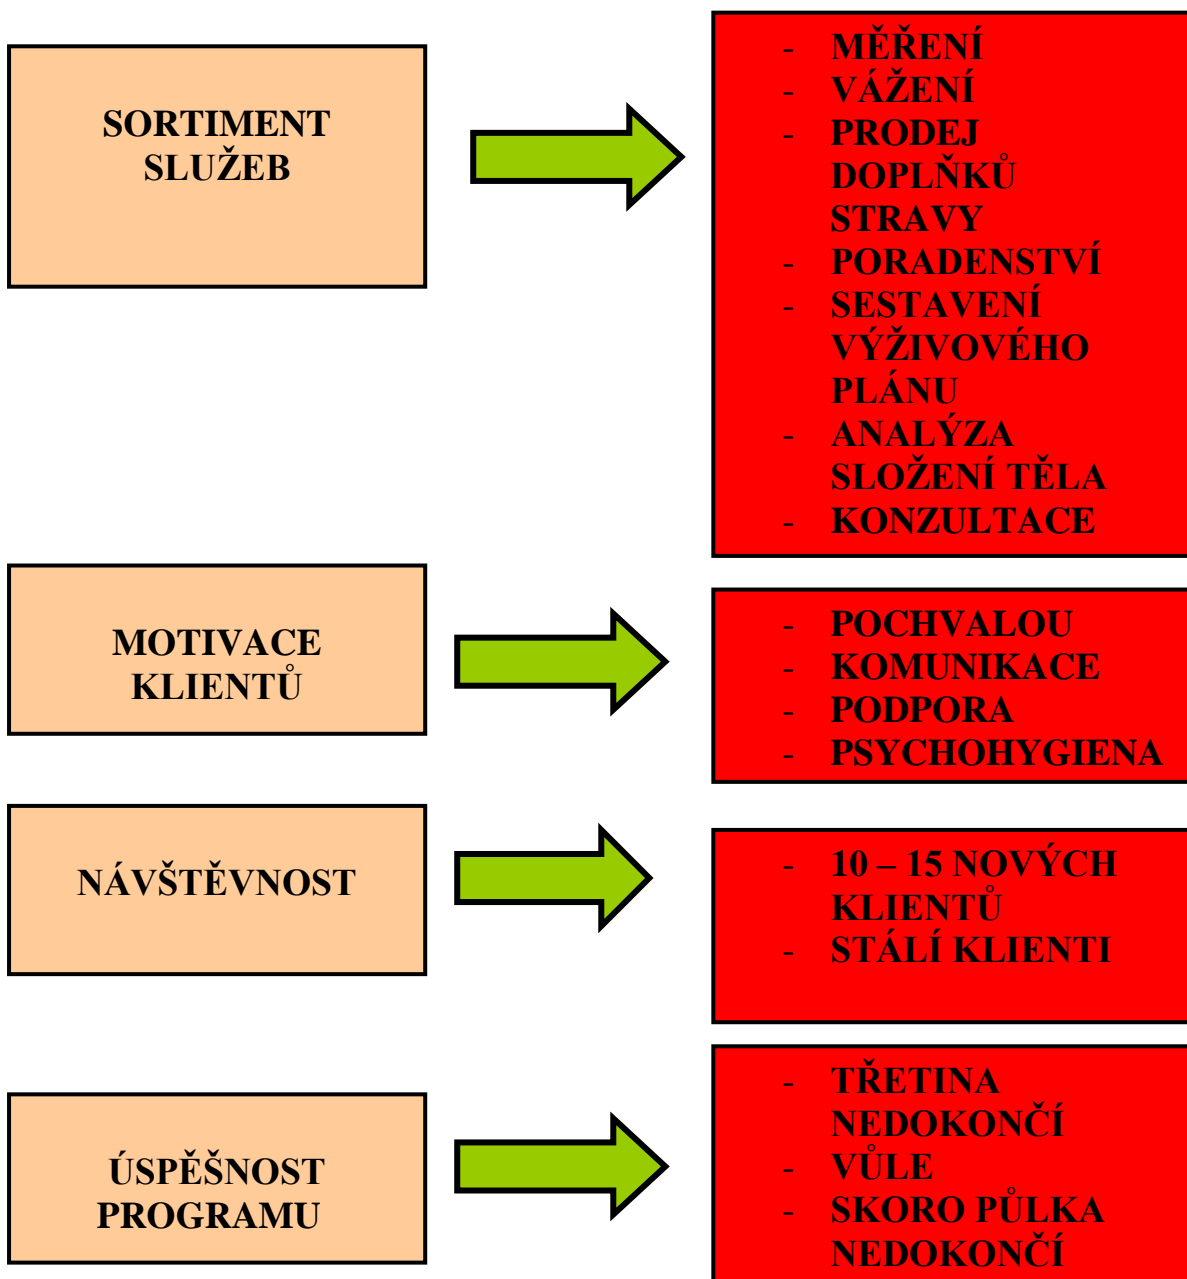 SORTIMENT
SLUŽEB
- MĚŘENÍ
- VÁŽENÍ
- PRODEJ
DOPLŇKŮ
STRAVY
- PORADENSTVÍ
- SESTAVENÍ
VÝŽIVOVÉHO
PLÁNU
- ANALÝZA
SLOŽENÍ TĚLA
- KONZULTACE
MOTIVACE
KLIENTŮ
- POCHVALOU
- KOMUNIKACE
- PODPORA
- PSYCHOHYGIENA
NÁVŠTĚVNOST
- 10 – 15 NOVÝCH
KLIENTŮ
- STÁLÍ KLIENTI
ÚSPĚŠNOST
PROGRAMU
- TŘETINA
NEDOKONČÍ
- VŮLE
- SKORO PŮLKA
NEDOKONČÍ